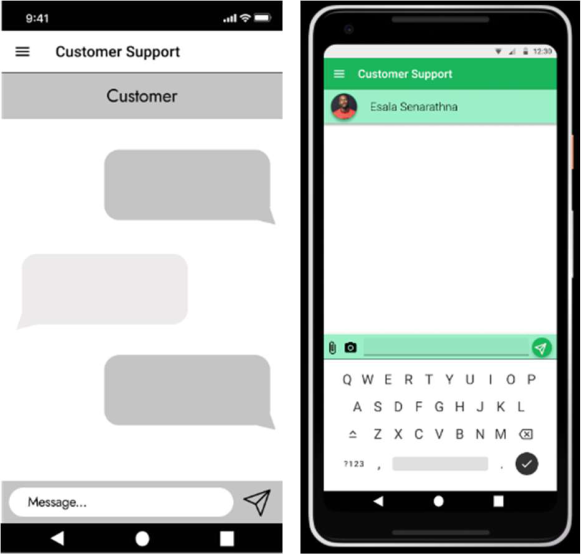 9:41
Customer Support
Customer
Message...
12:30
Customer Support
Esala Senarathna
Q W E R T Y U I O P
A S D F G H J K L
Z X C V B N M
?123 , .